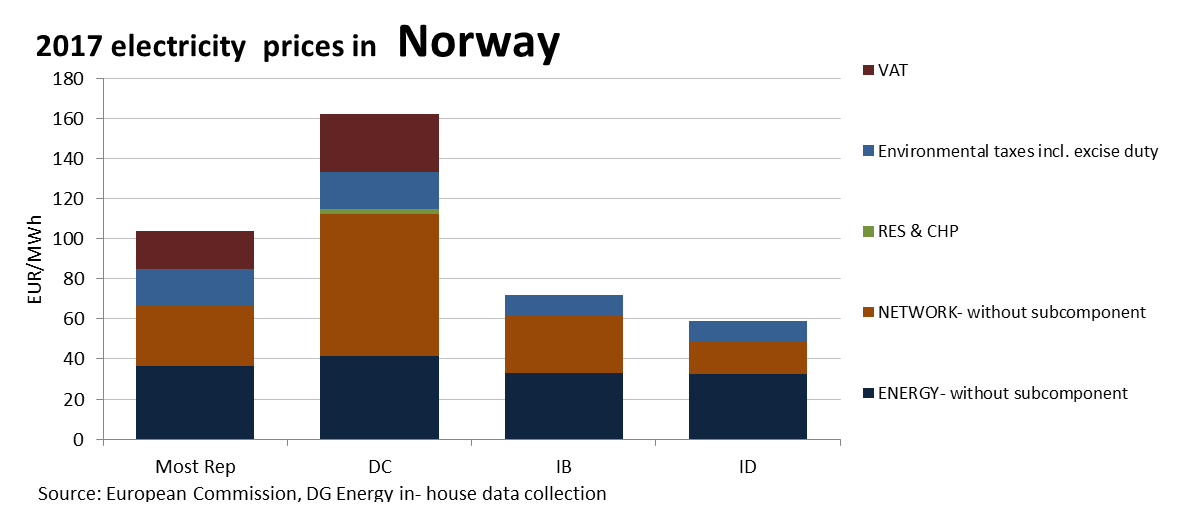 2017 electricity prices in Norway
EUR/MWh
180
160
140
120
100
80
60
40
20
0
Most Rep DC IB ID
VAT
Environmental taxes incl. excise duty
RES & CHP
NETWORK- without subcomponent
ENERGY- without subcomponent
Source: European Commission, DG Energy in- house data collection